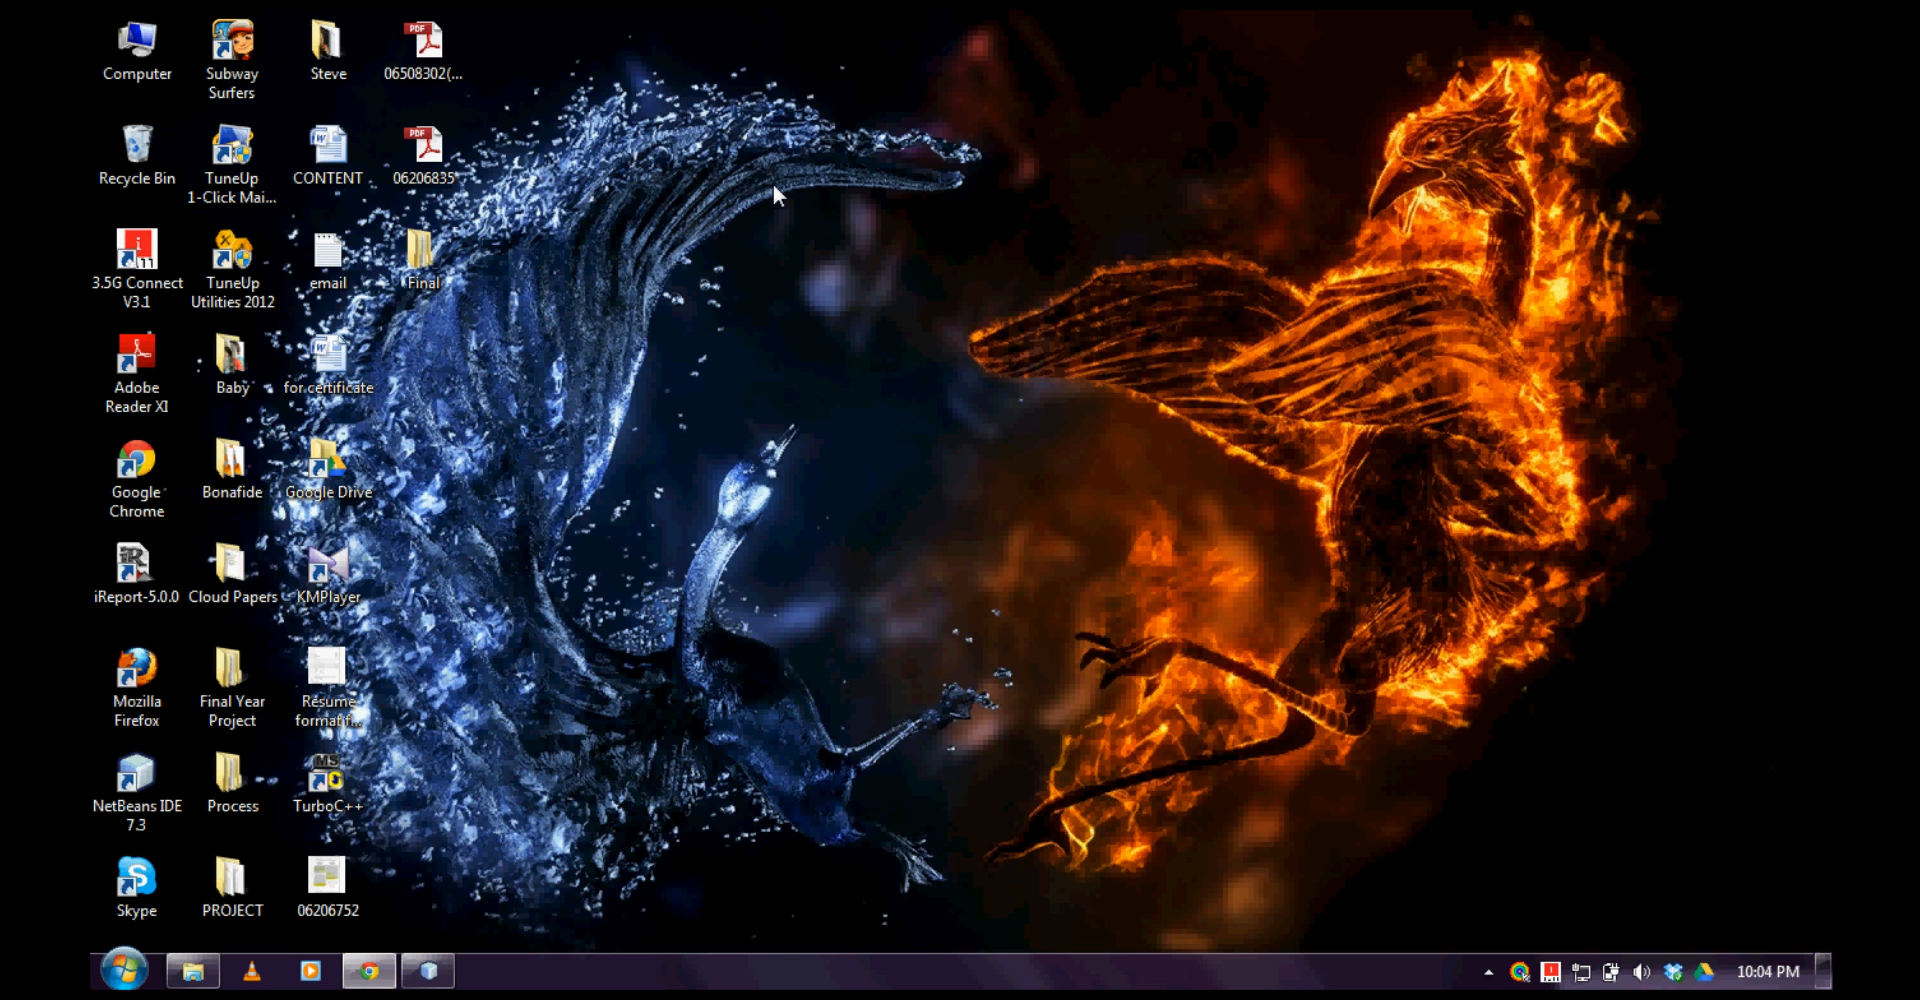 Computer
Recycle Bin
3.5G Connect
V3.1
Adobe
Reader XI
Google
Chrome
iReport-5.0.0
Mozilla
Firefox
NetBeans IDE
7.3
Skype
Subway
Surfers
TuneUp
1-Click Mai...
TuneUp
Utilities 2012
Baby
Bonafide
Cloud Papers
Final Year
Project
Process
PROJECT
Steve
CONTENT
email
for certificate
Google Drive
KMPlayer
Resume
format f...
TurboC++
06206752
PDF
06508302(...
PDF
06206835
Final
10:04 PM